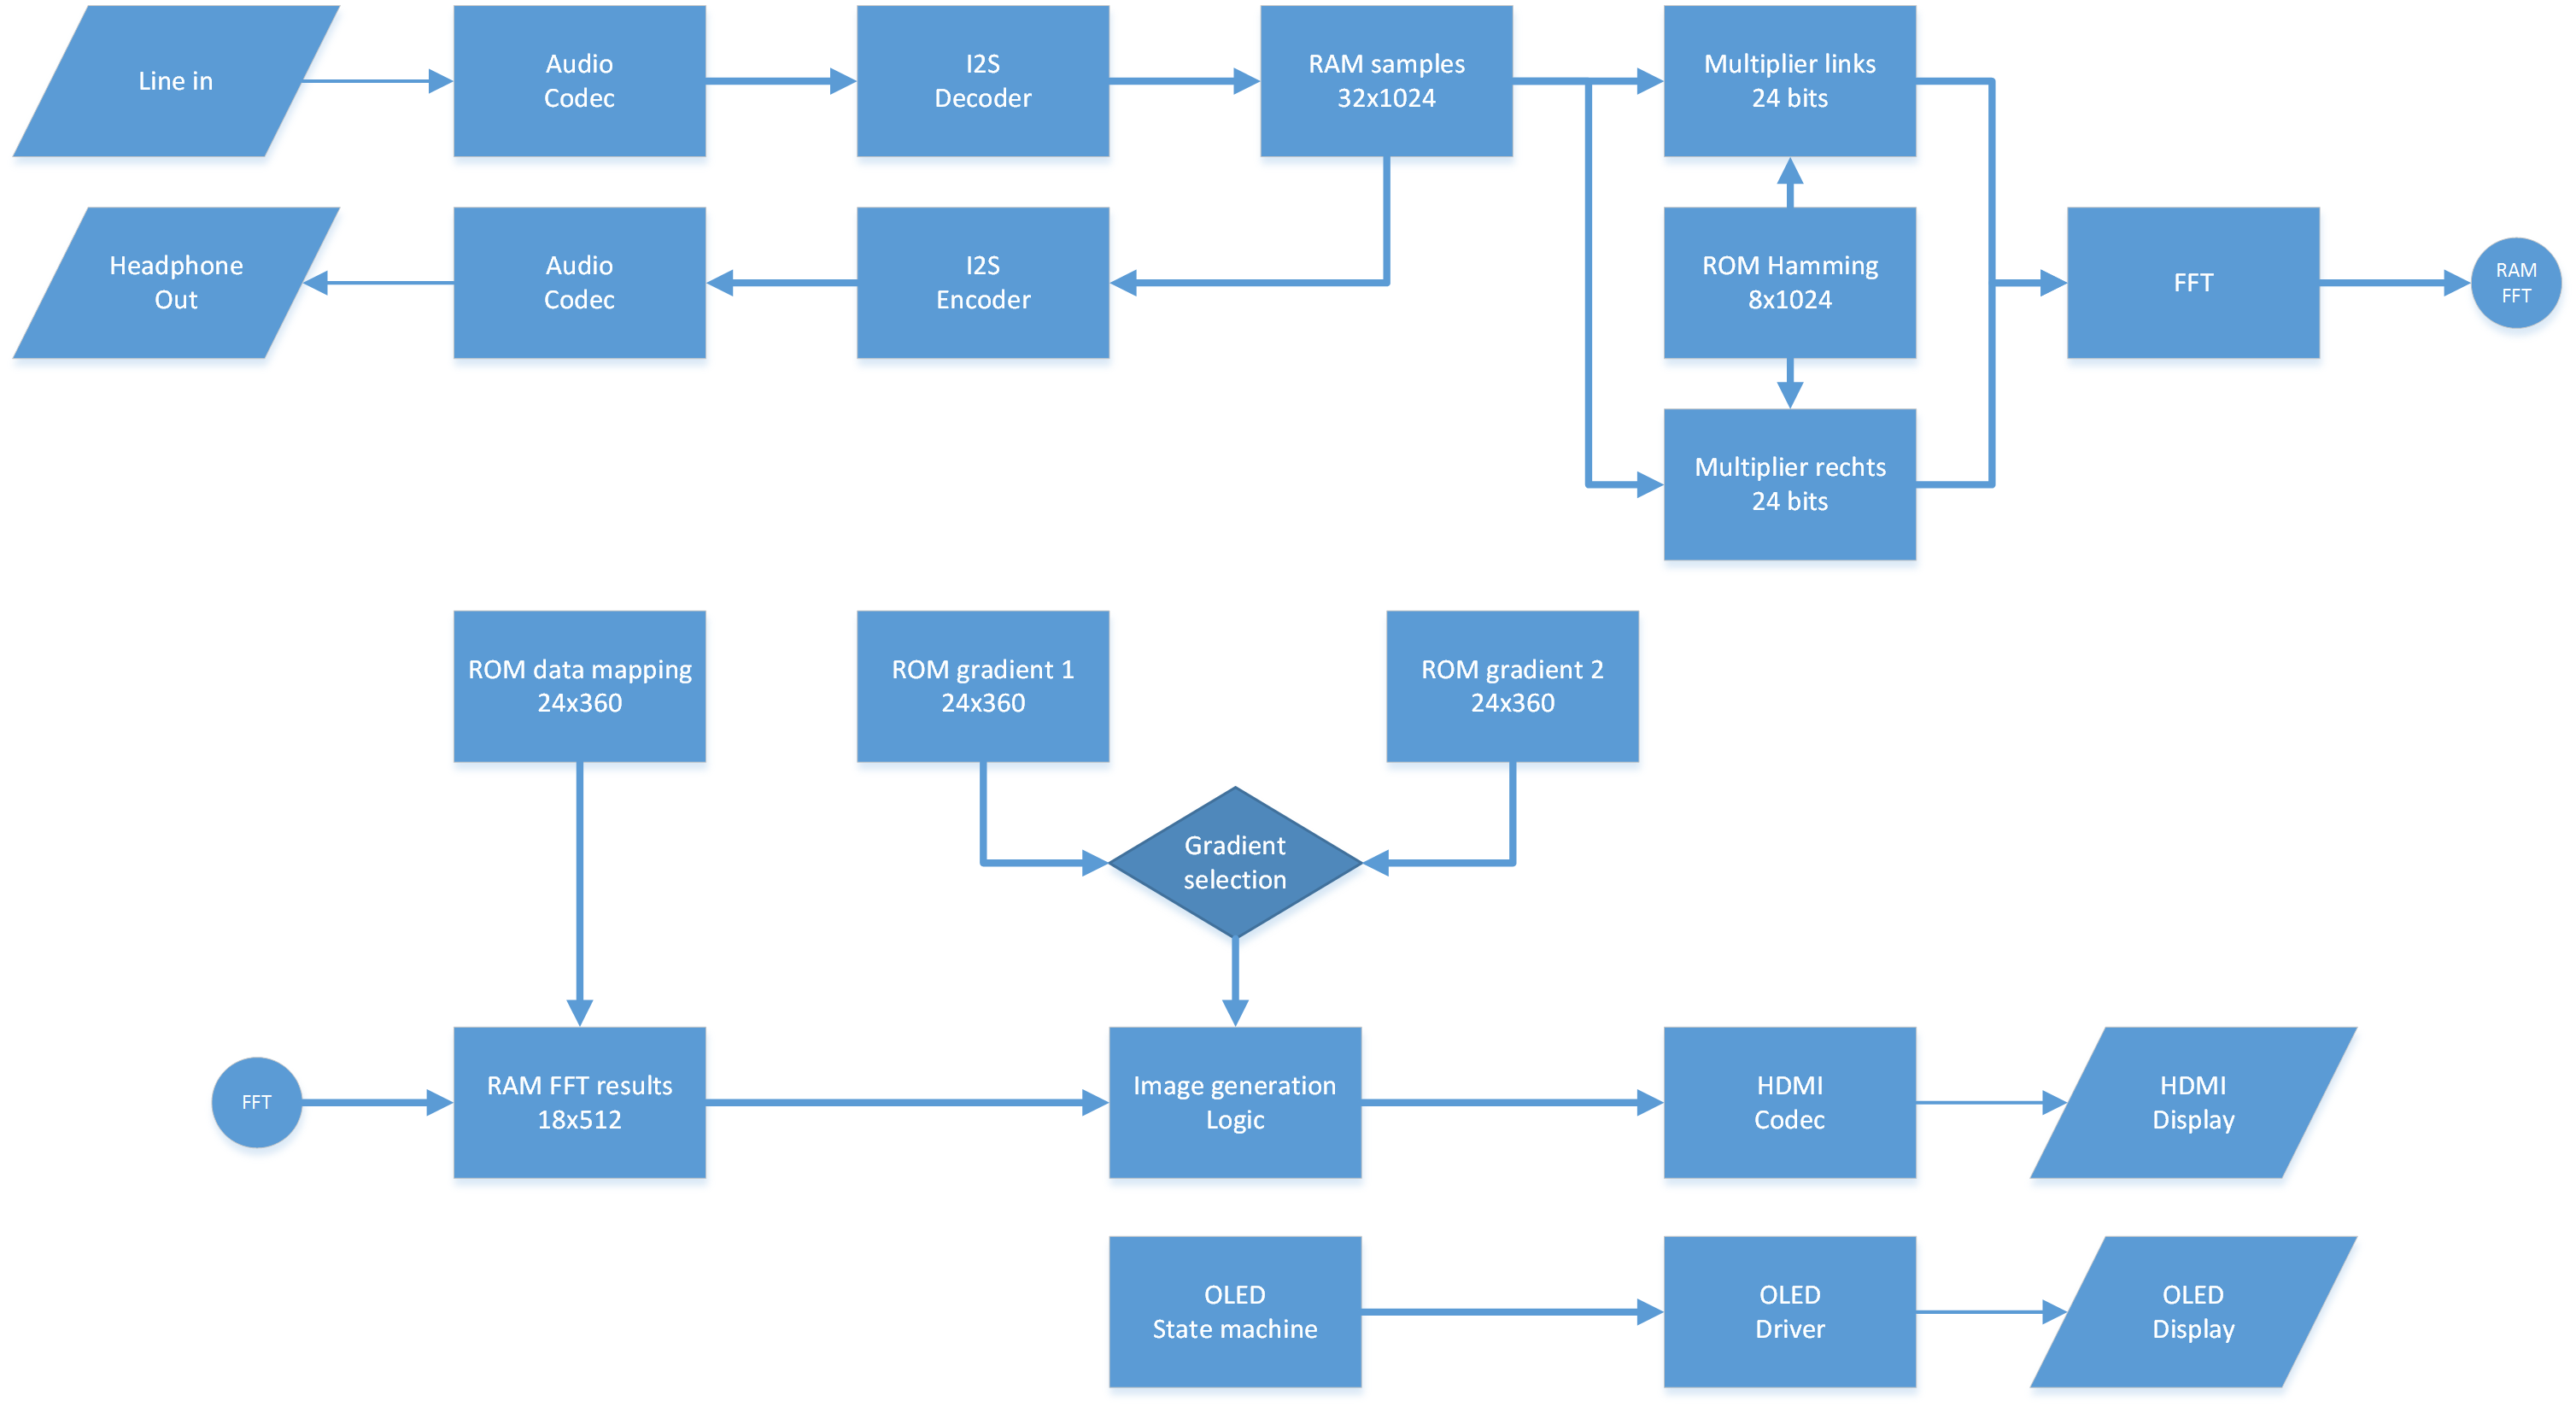 Line in
Audio
Codec
I2S
Decoder
RAM samples
32x1024
Multiplier links
24 bits
Headphone
Out
Audio
Codec
I2S
Encoder
ROM Hamming
8x1024
FFT
RAM
FFT
Multiplier rechts
24 bits
ROM data mapping
24x360
ROM gradient 1
24x360
ROM gradient 2
24x360
Gradient
selection
FFT
RAM FFT results
18x512
Image generation
Logic
HDMI
Codec
HDMI
Display
OLED
State machine
OLED
Driver
OLED
Display